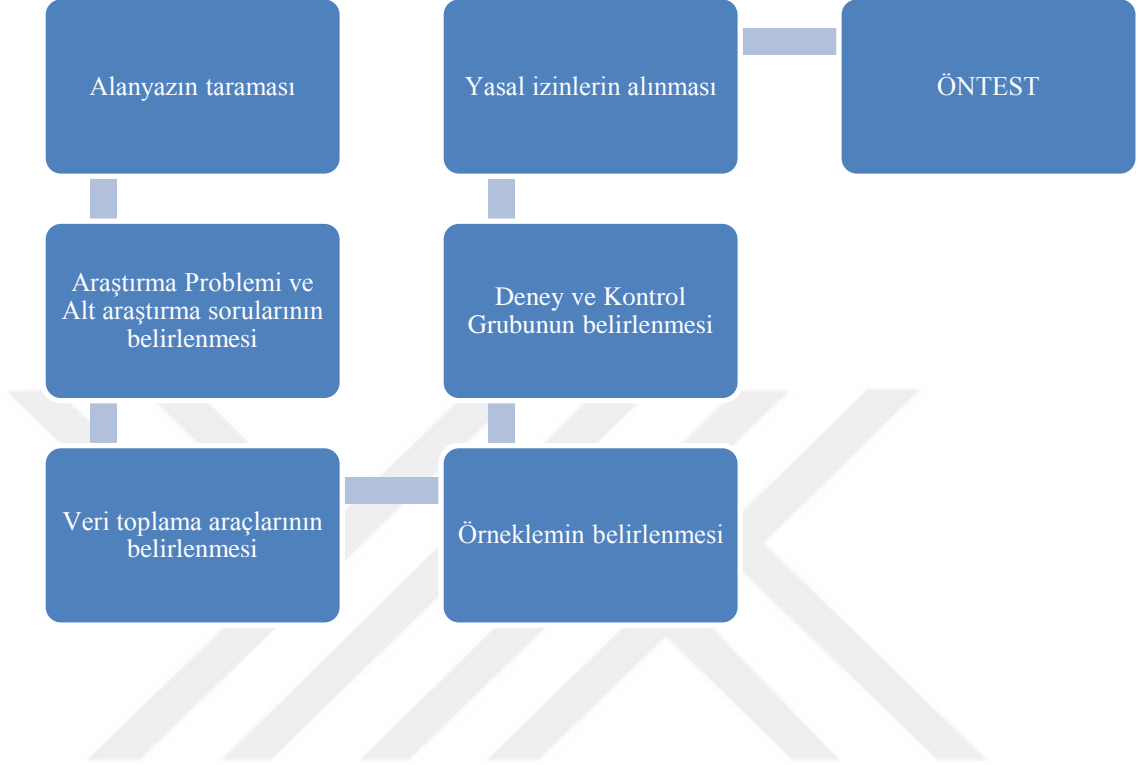 Alanyazın taraması
Araştırma Problemi ve
Alt araştırma sorularının
belirlenmesi
Veri toplama araçlarının
belirlenmesi
Örneklemin belirlenmesi
Deney ve Kontrol
Grubunun belirlenmesi
Yasal izinlerin alınması
ÖNTEST